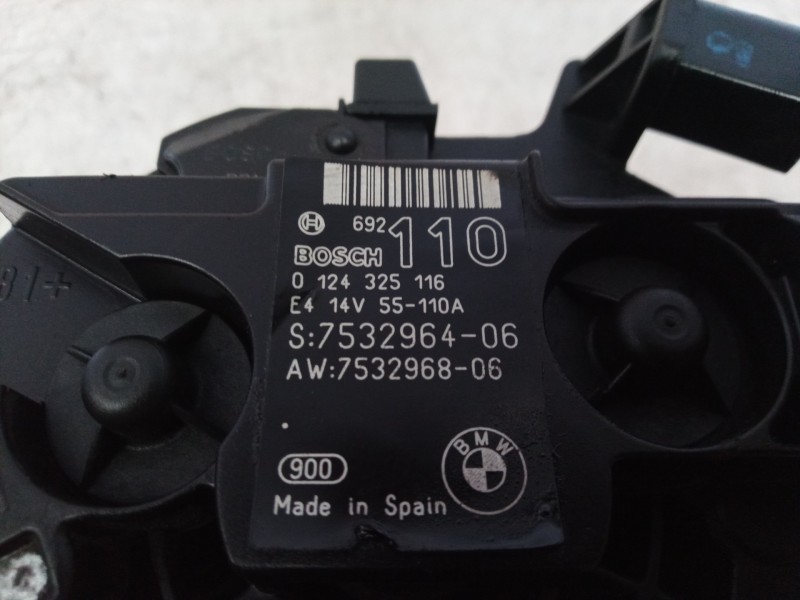 692 110
BOSCH
0 124 325 116
E4 14V 55-110A
S:7532964-06
AW:7532968-06
900
BMW
Made in Spain
B1+